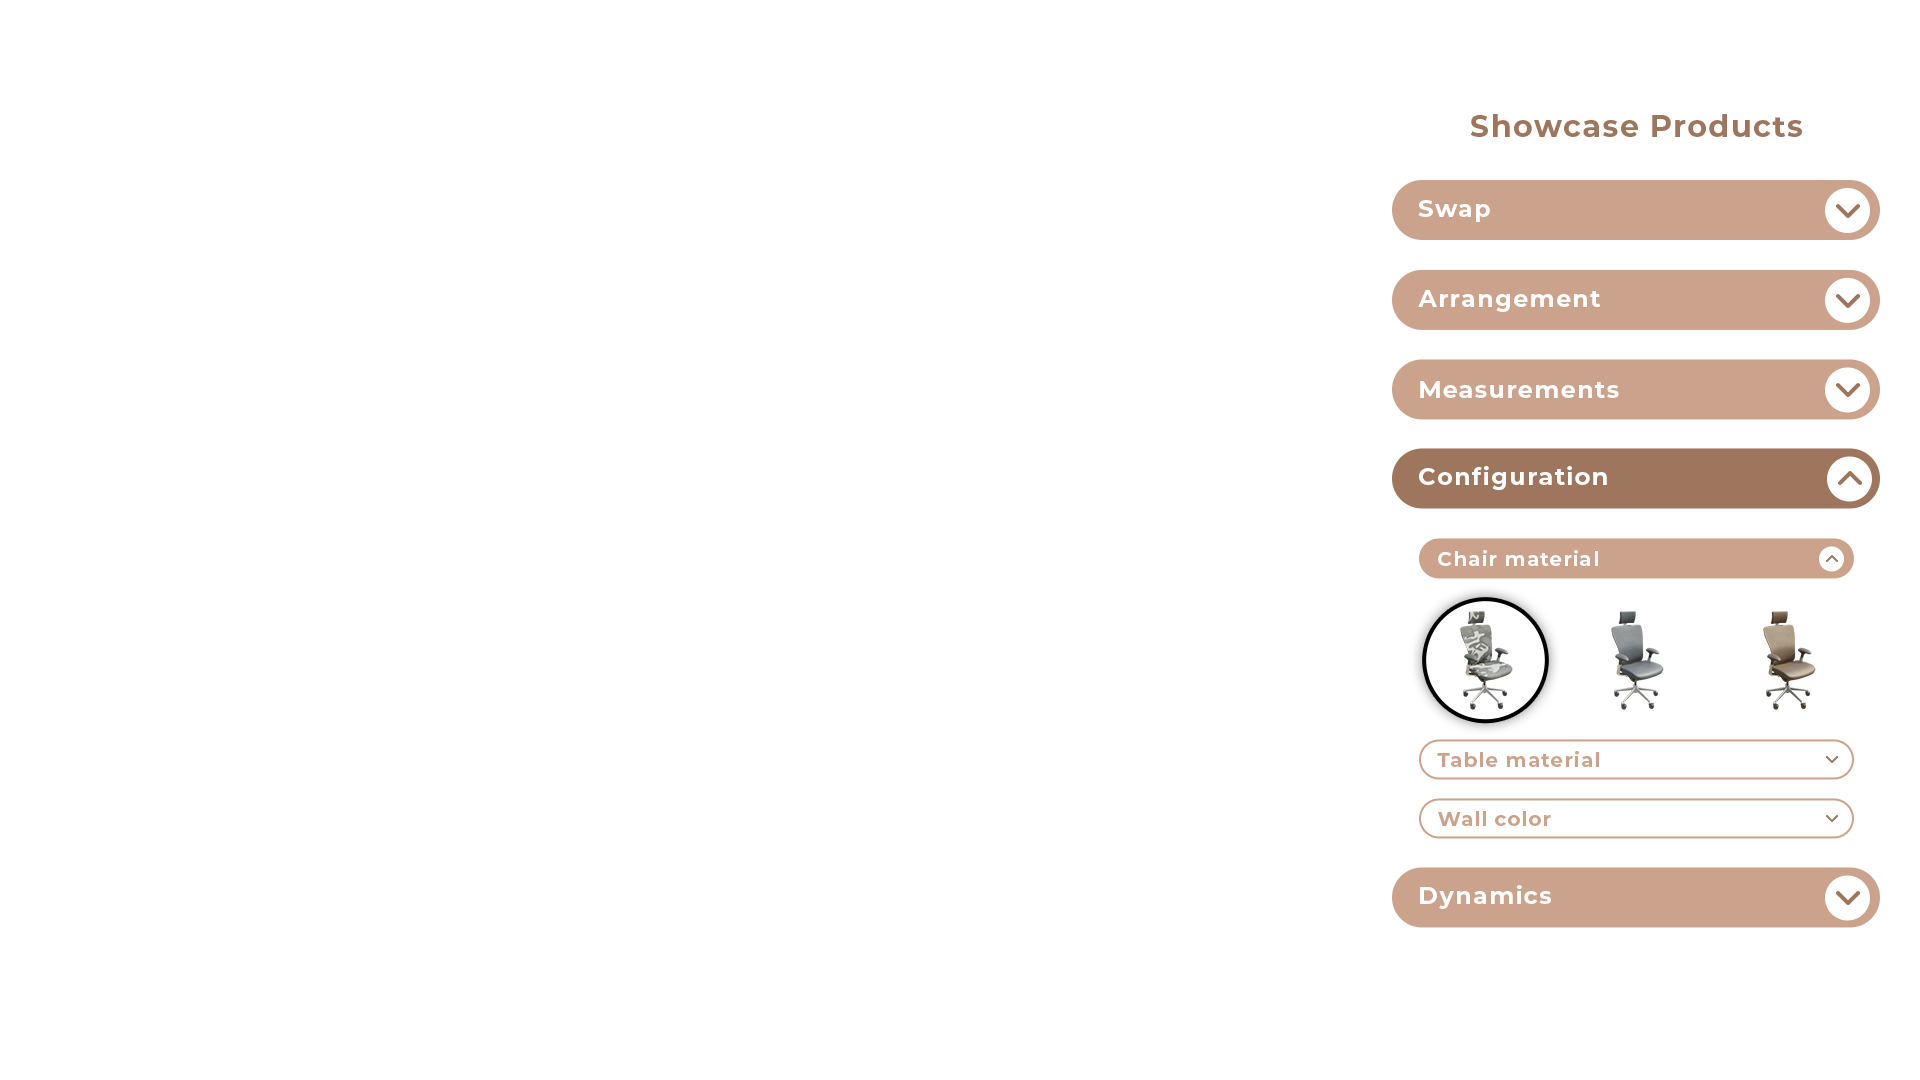 Showcase Products
Swap
Arrangement
Measurements
Configuration
Chair material
Table material
Wall color
Dynamics